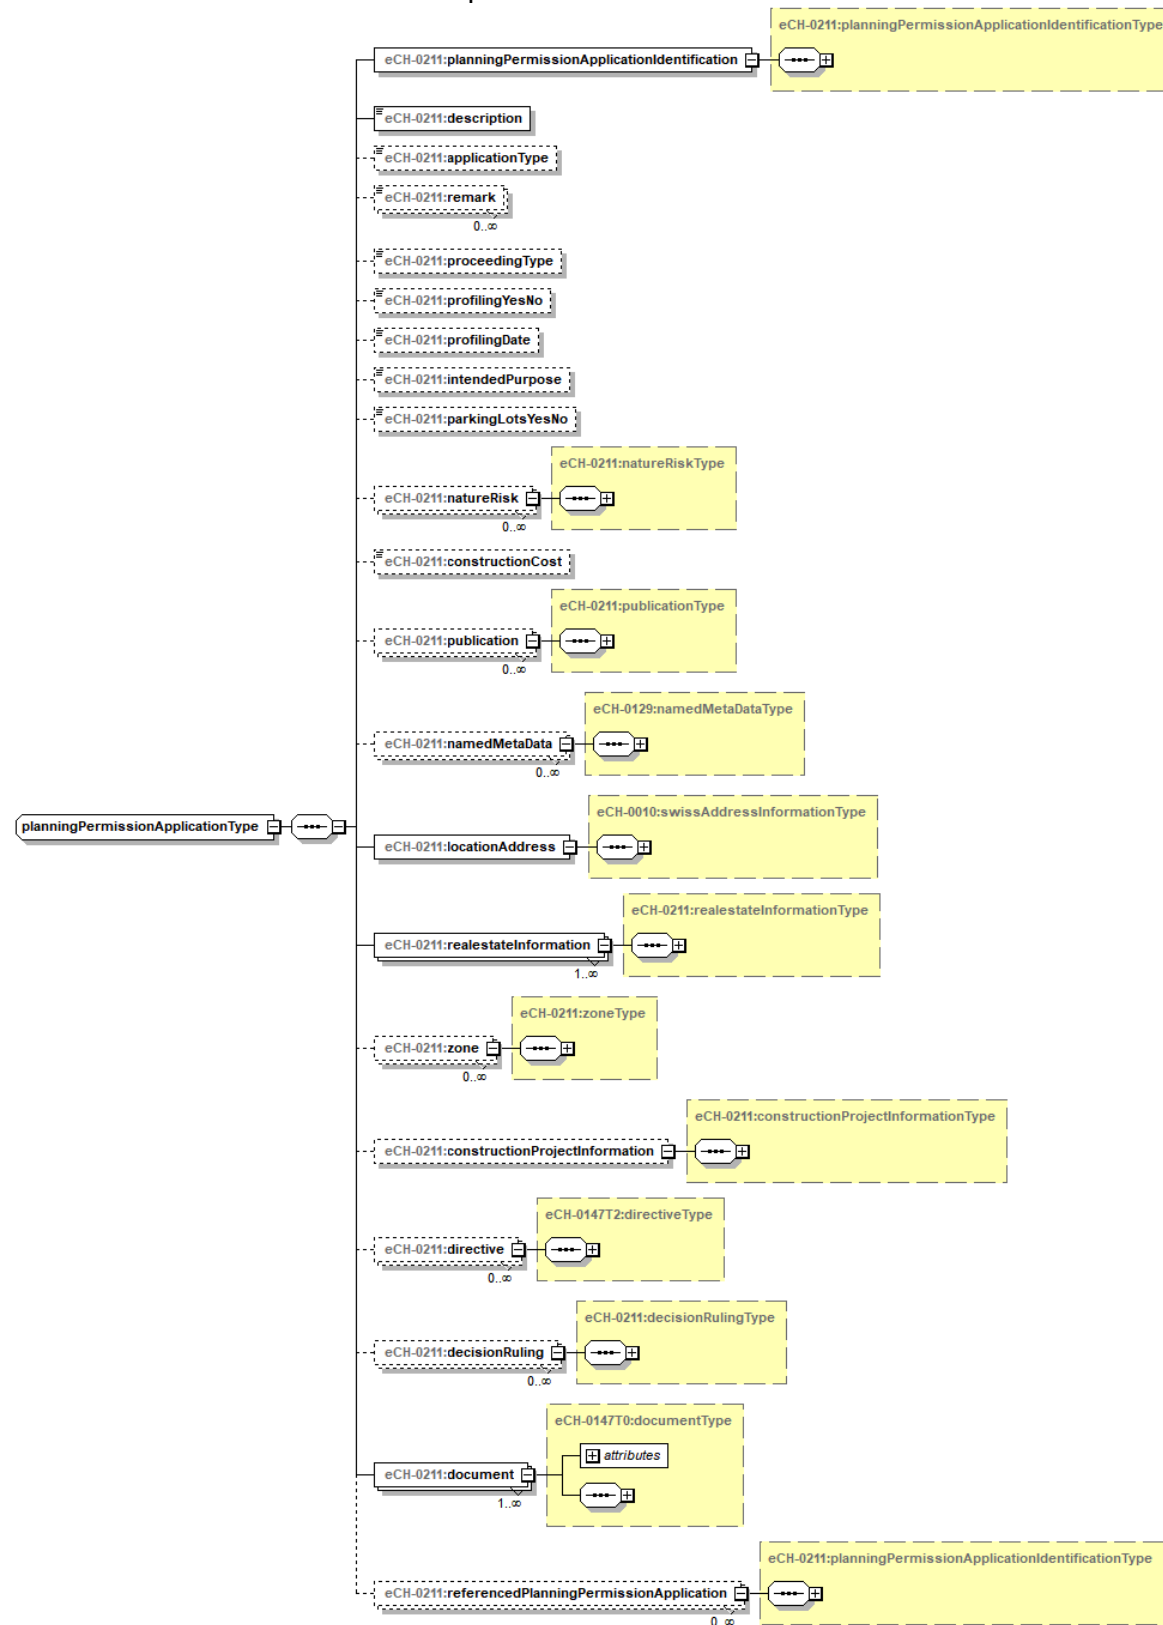 eCH-0211:planningPermissionApplicationIdentificationType
eCH-0211:planningPermissionApplicationIdentification
eCH-0211:description
eCH-0211:applicationType
eCH-0211:remark
0..∞
eCH-0211:proceedingType
eCH-0211:profilingYesNo
eCH-0211:profilingDate
eCH-0211:intendedPurpose
eCH-0211:parkingLotsYesNo
eCH-0211:natureRiskType
eCH-0211:natureRisk
0..∞
eCH-0211:constructionCost
eCH-0211:publicationType
eCH-0211:publication
0..∞
eCH-0129:namedMetaDataType
eCH-0211:namedMetaData
0..∞
planningPermissionApplicationType
eCH-0010:swissAddressInformationType
eCH-0211:locationAddress
eCH-0211:realestateInformationType
eCH-0211:realestateInformation
1..∞
eCH-0211:zoneType
eCH-0211:zone
0..∞
eCH-0211:constructionProjectInformationType
eCH-0211:constructionProjectInformation
eCH-0147T2:directiveType
eCH-0211:directive
0..∞
eCH-0211:decisionRulingType
eCH-0211:decisionRuling
0..∞
eCH-0147T0:documentType
attributes
eCH-0211:document
1..∞
eCH-0211:planningPermissionApplicationIdentificationType
eCH-0211:referencedPlanningPermissionApplication
0..∞